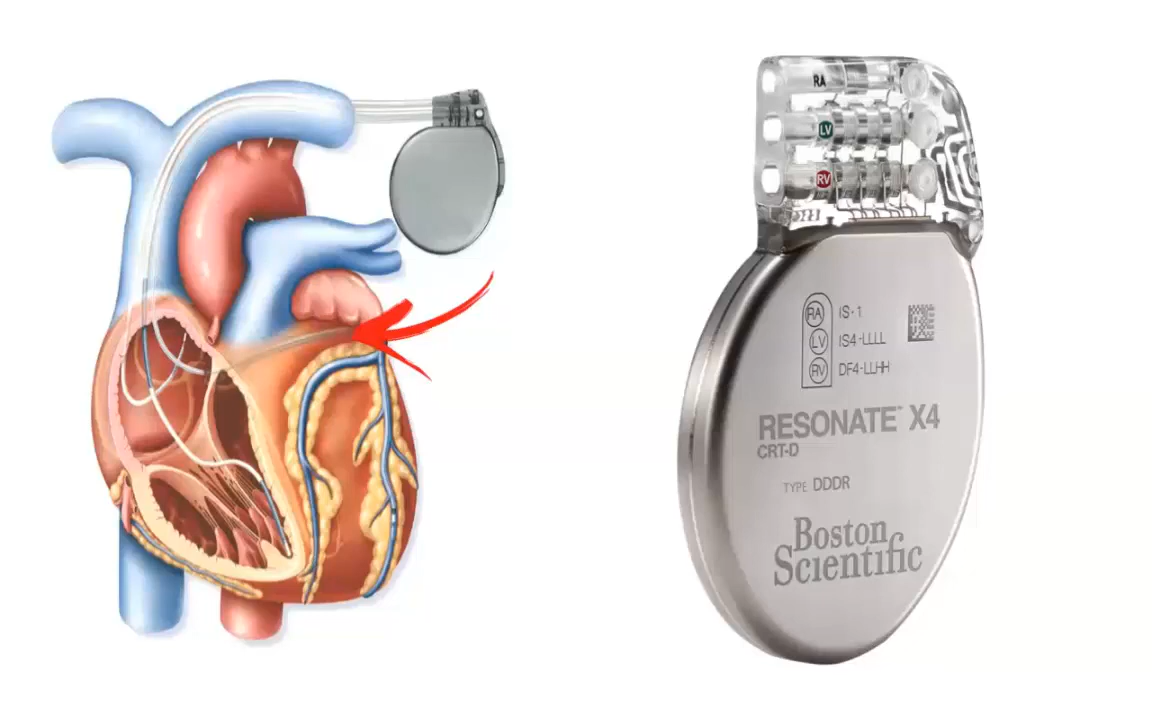 RA
LV
RV
RA IS-1
LV IS4-LLLL
RV DF4-LLHH
RESONATE™ X4
CRT-D
TYPE DDDR
Boston
Scientific